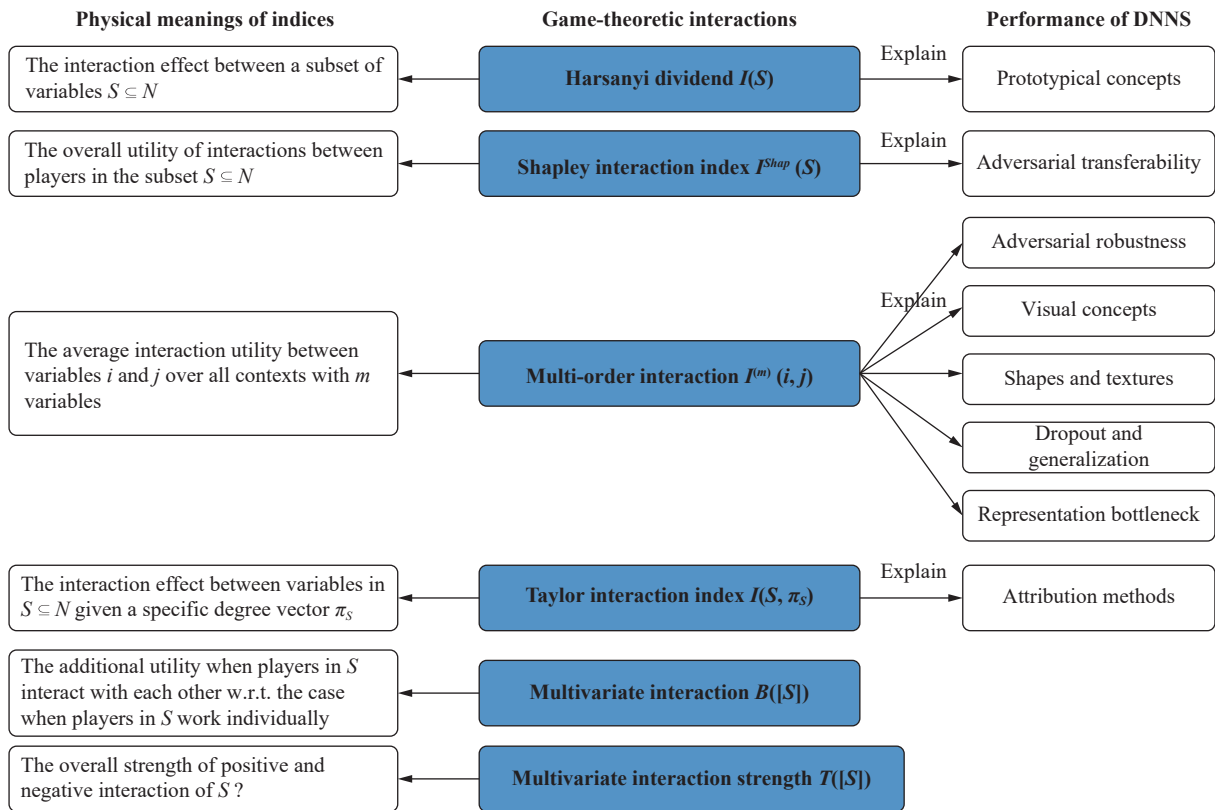 Physical meanings of indices
Game-theoretic interactions
Performance of DNNS
The interaction effect between a subset of
variables S ⊆ N
Harsanyi dividend I(S)
Explain
Prototypical concepts
The overall utility of interactions between
players in the subset S ⊆ N
Shapley interaction index I^Shap (S)
Explain
Adversarial transferability
The average interaction utility between
variables i and j over all contexts with m
variables
Multi-order interaction I^(m) (i, j)
Explain
Adversarial robustness
Visual concepts
Shapes and textures
Dropout and
generalization
Representation bottleneck
The interaction effect between variables in
S ⊆ N given a specific degree vector π_S
Taylor interaction index I(S, π_S)
Explain
Attribution methods
The additional utility when players in S
interact with each other w.r.t. the case
when players in S work individually
Multivariate interaction B([S])
The overall strength of positive and
negative interaction of S ?
Multivariate interaction strength T([S])